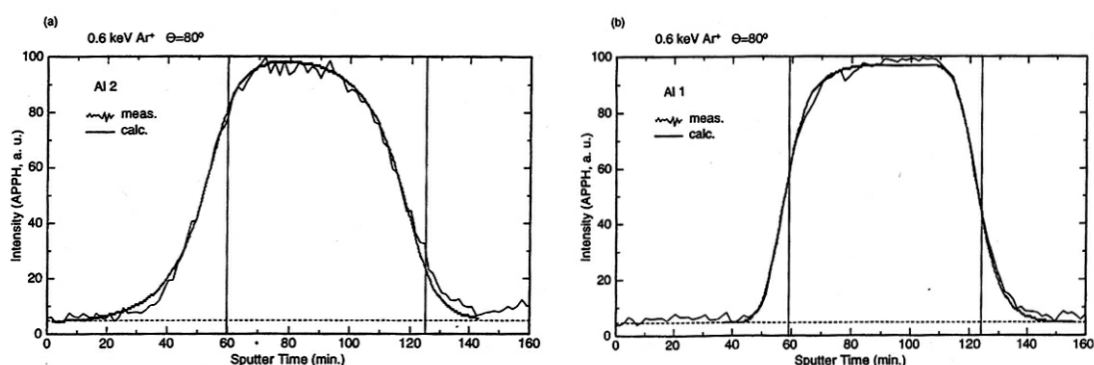 (a)
0.6 keV Ar⁺ Θ=80º
Al 2
meas.
calc.
Intensity (APPH, a. u.)
100
80
60
40
20
0
0 20 40 60 80 100 120 140 160
Sputter Time (min.)
(b)
0.6 keV Ar⁺ Θ=80º
Al 1
meas.
calc.
Intensity (APPH, a. u.)
100
80
60
40
20
0
0 20 40 60 80 100 120 140 160
Sputter Time (min.)